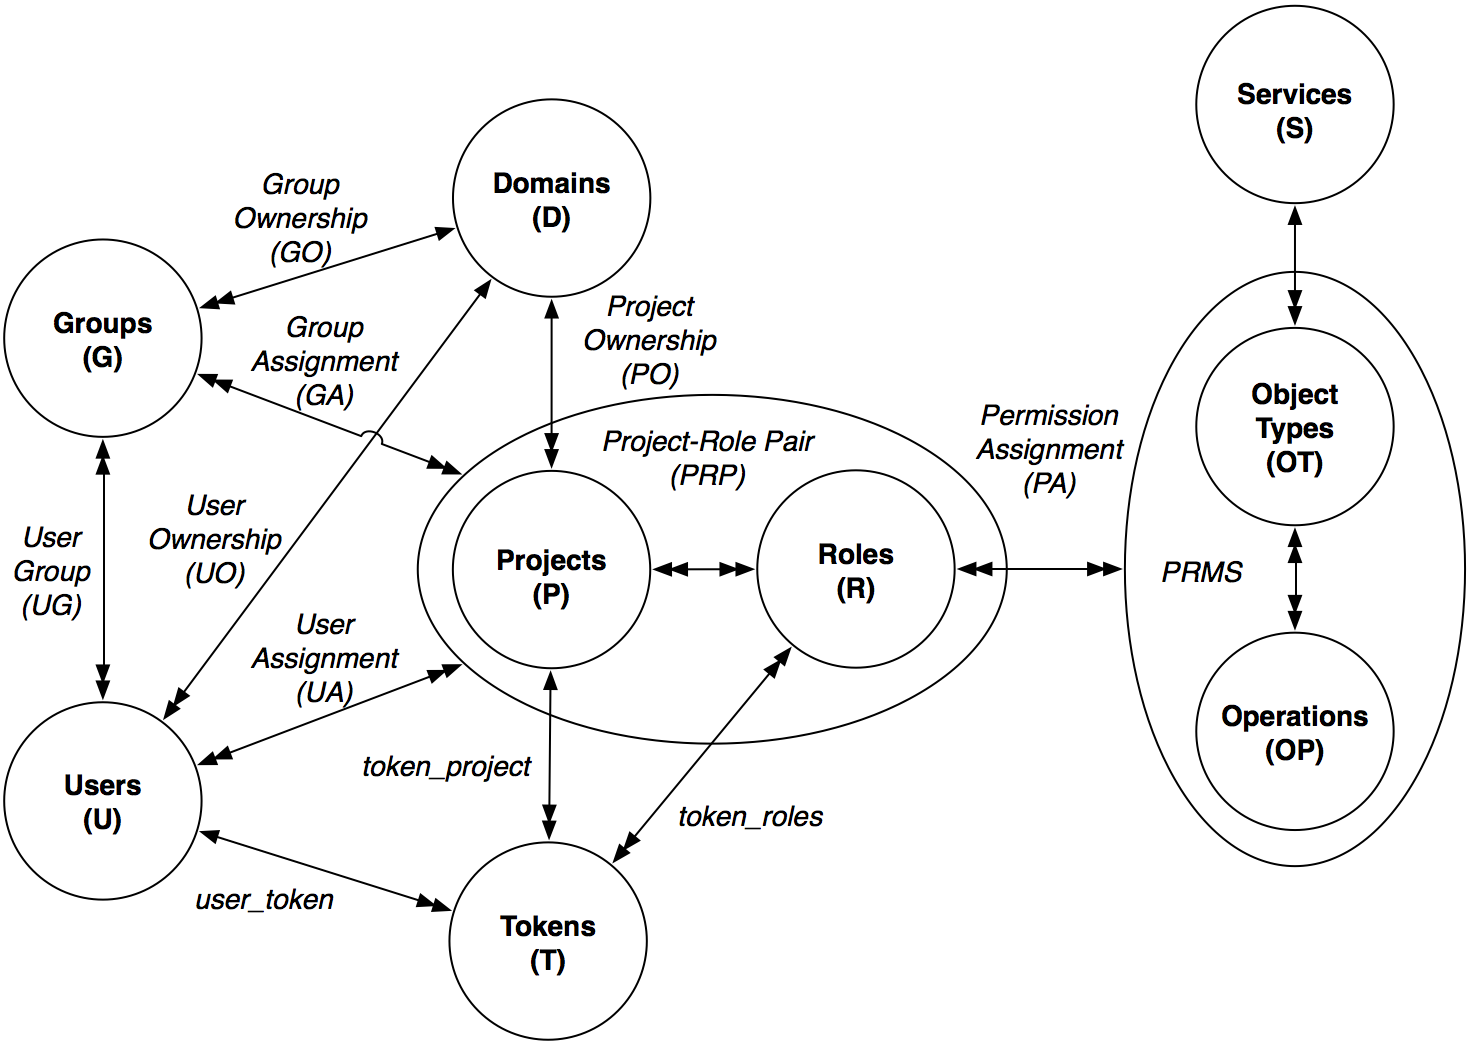 Services
(S)
Domains
(D)
Group
Ownership
(GO)
Groups
(G)
Group
Assignment
(GA)
Project
Ownership
(PO)
Object
Types
(OT)
Project-Role Pair
(PRP)
Permission
Assignment
(PA)
User
Ownership
(UO)
User
Group
(UG)
Projects
(P)
Roles
(R)
PRMS
User
Assignment
(UA)
Operations
(OP)
Users
(U)
token_project
token_roles
user_token
Tokens
(T)